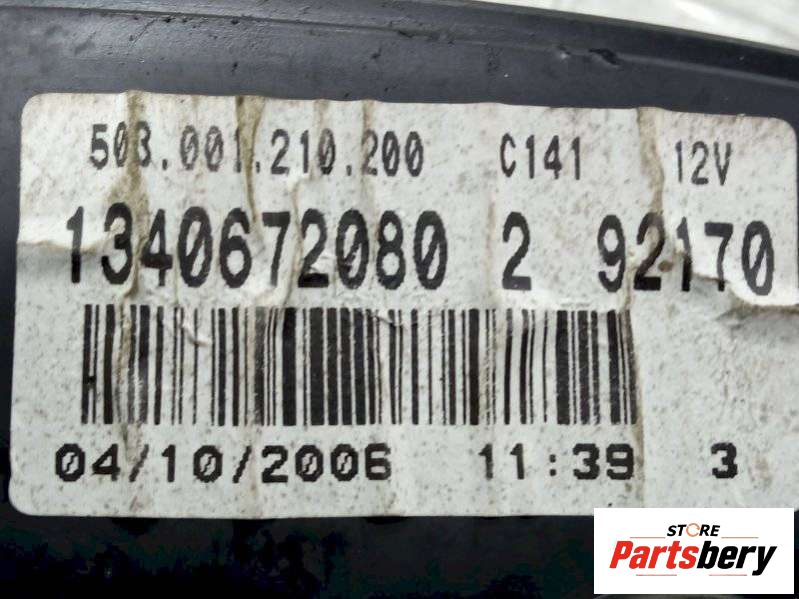 503.001.210.200 C141 12V
1340672080 2 92170
04/10/2006 11:39 3
STORE
Partsbery